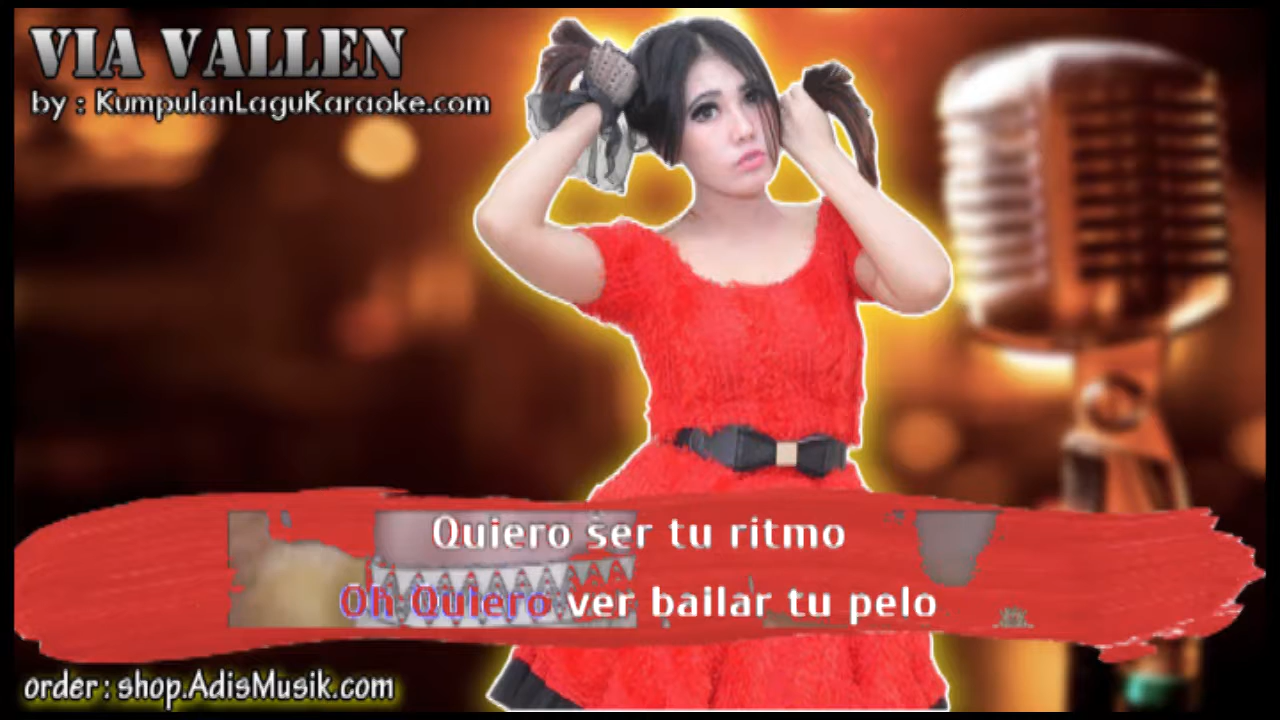 VIA VALLEN
by : KumpulanLaguKaraoke.com
Quiero ser tu ritmo
Oh Quiero ver bailar tu pelo
order : shop.AdisMusik.com